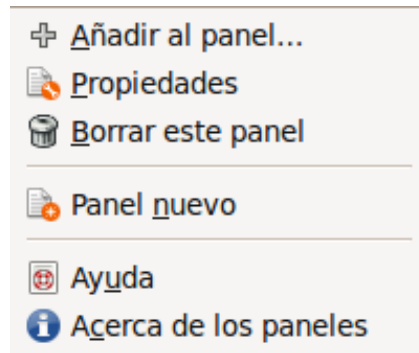 Añadir al panel...
Propiedades
Borrar este panel
Panel nuevo
Ayuda
Acerca de los paneles